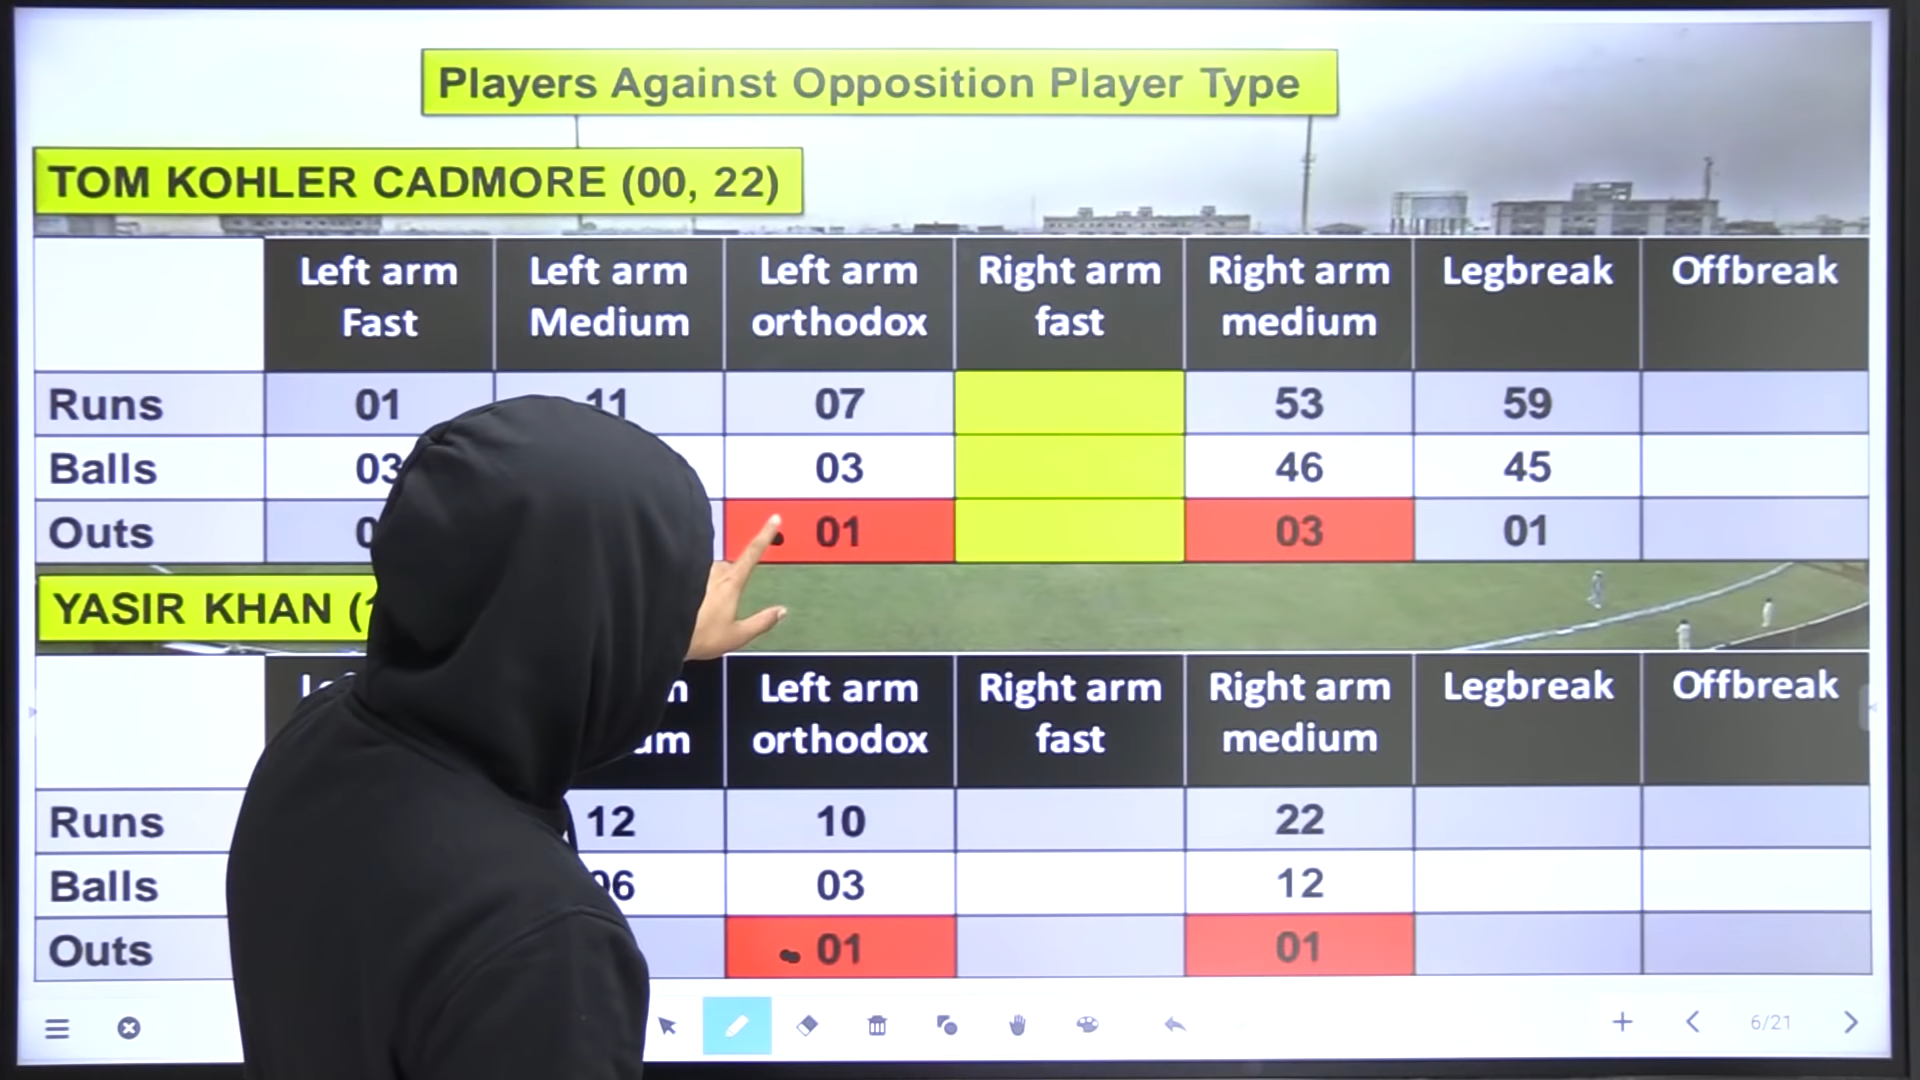 Players Against Opposition Player Type
TOM KOHLER CADMORE (00, 22)
Left arm Fast
Left arm Medium
Left arm orthodox
Right arm fast
Right arm medium
Legbreak
Offbreak
Runs 01 11 07 53 59
Balls 03 03 46 45
Outs 01 03 01
YASIR KHAN
Left arm orthodox
Right arm fast
Right arm medium
Legbreak
Offbreak
Runs 12 10 22
Balls 06 03 12
Outs 01 01
6/21